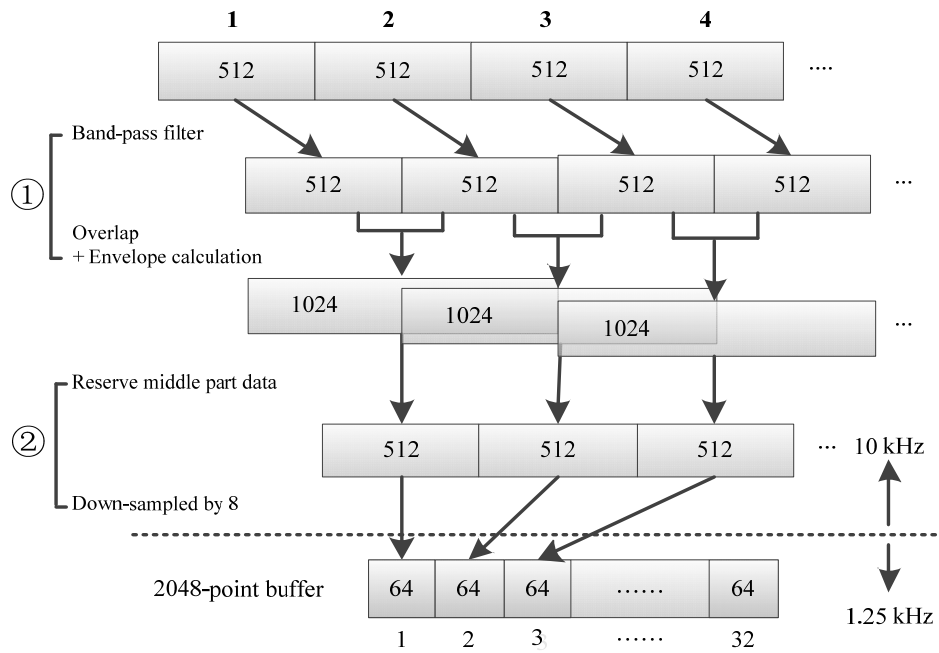 1 2 3 4
512 512 512 512 ....
Band-pass filter
①
512 512 512 512 ...
Overlap
+ Envelope calculation
1024 1024 1024 ...
Reserve middle part data
②
512 512 512 ... 10 kHz
Down-sampled by 8
2048-point buffer 64 64 64 ...... 64
1.25 kHz
1 2 3 ...... 32